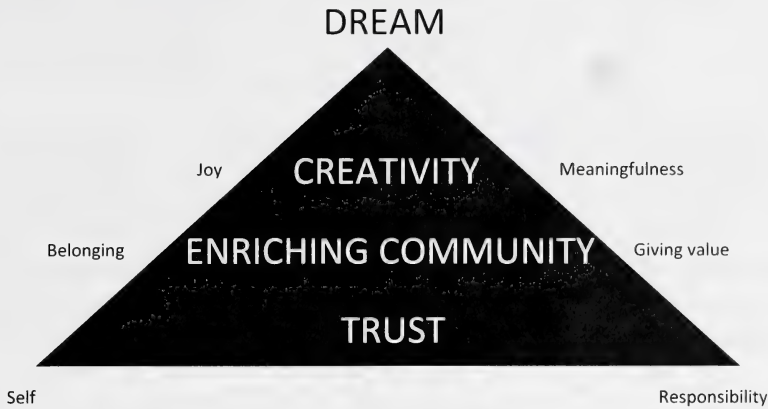 DREAM
Joy CREATIVITY Meaningfulness
Belonging ENRICHING COMMUNITY Giving value
TRUST
Self Responsibility